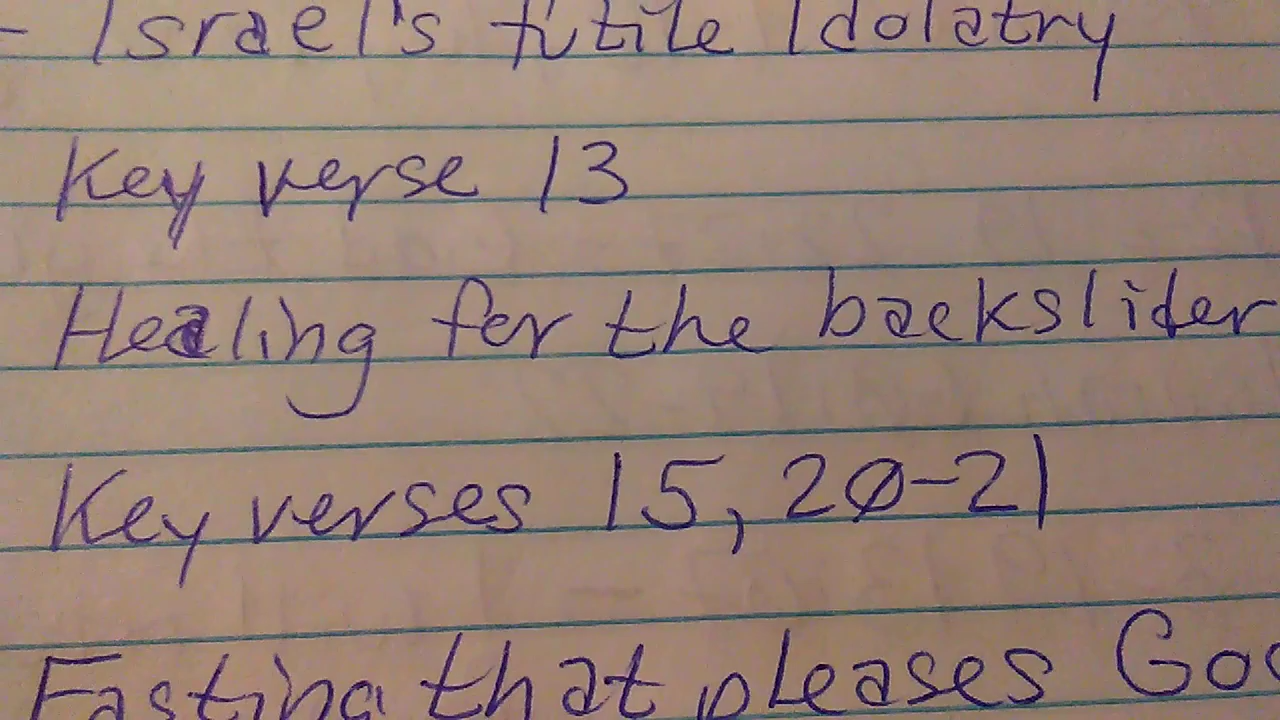 - Israel's futile Idolatry
Key verse 13
Healing for the backslider
Key verses 15, 20-21
Fasting that pleases God